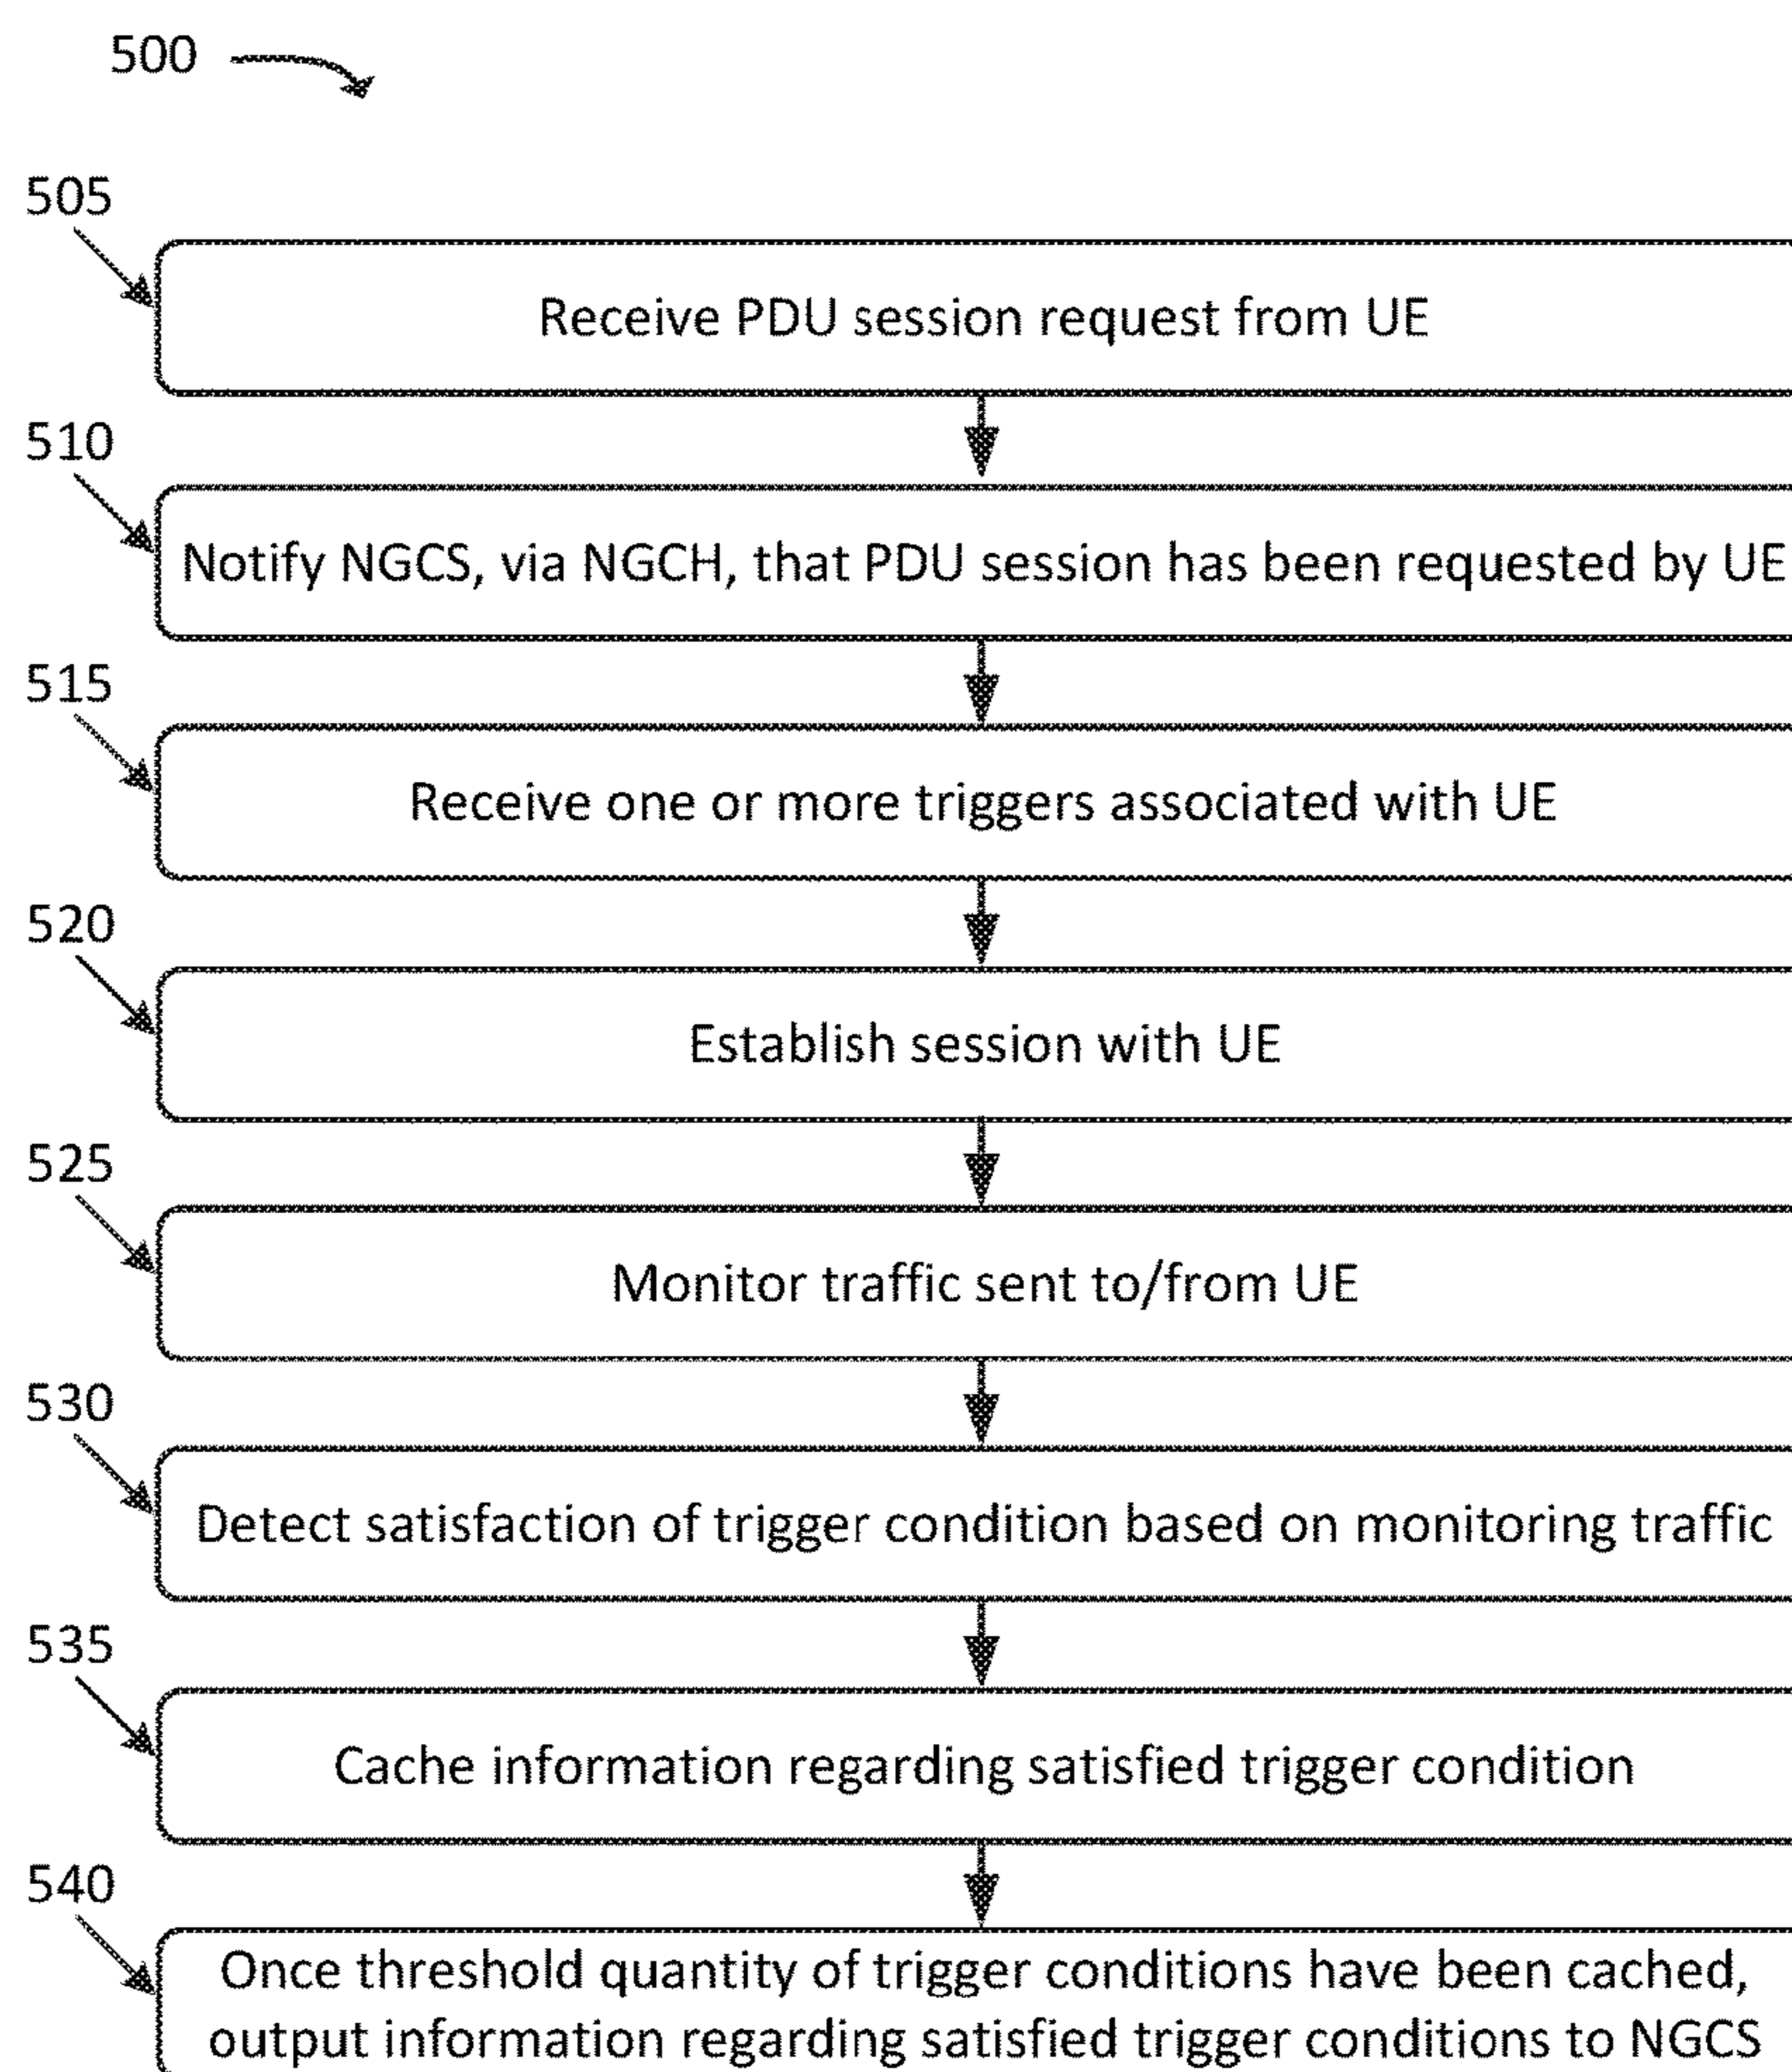 500
505
Receive PDU session request from UE
510
Notify NGCS, via NGCH, that PDU session has been requested by UE
515
Receive one or more triggers associated with UE
520
Establish session with UE
525
Monitor traffic sent to/from UE
530
Detect satisfaction of trigger condition based on monitoring traffic
535
Cache information regarding satisfied trigger condition
540
Once threshold quantity of trigger conditions have been cached,
output information regarding satisfied trigger conditions to NGCS